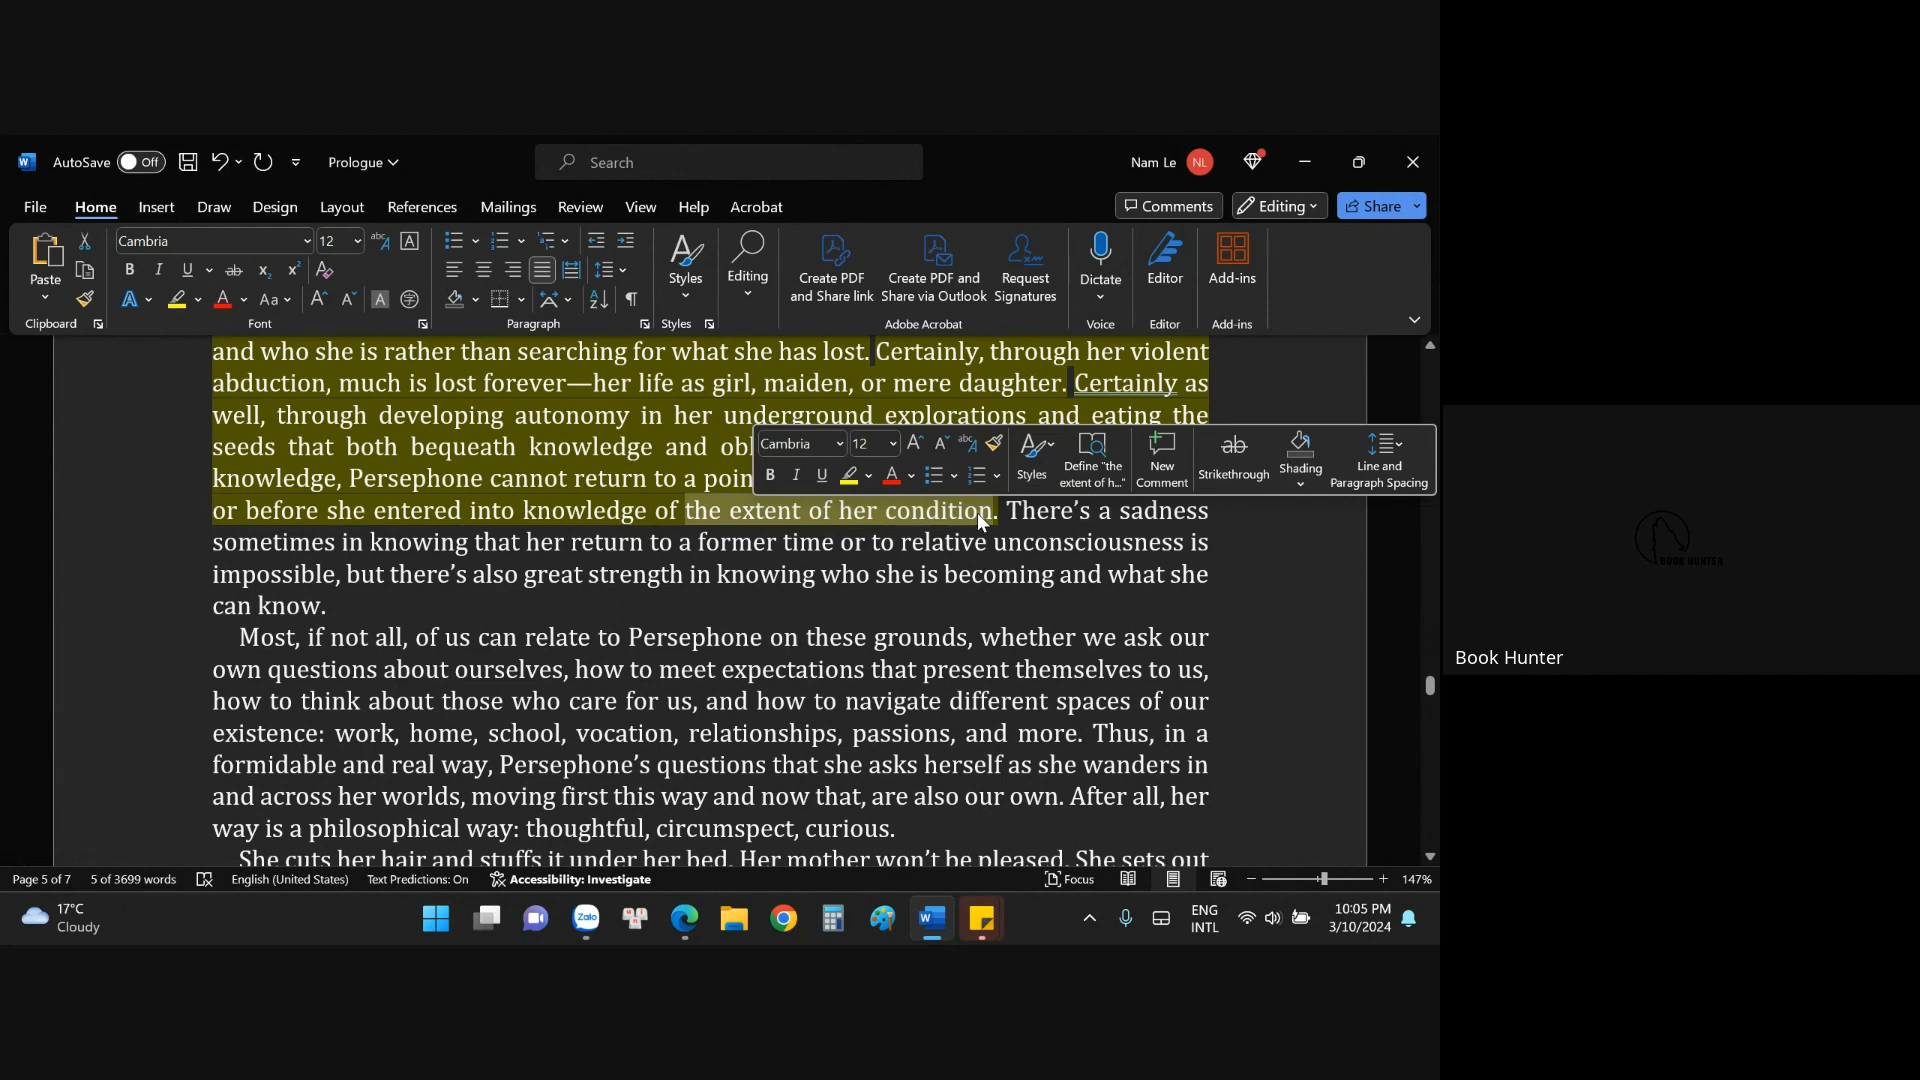 AutoSave Off Prologue Search Nam Le NL
File Home Insert Draw Design Layout References Mailings Review View Help Acrobat Comments Editing Share
Cambria 12
Paste
Styles
Editing
Create PDF and Share link
Create PDF and Share via Outlook
Request Signatures
Dictate
Editor
Add-ins
Clipboard Font Paragraph Styles Adobe Acrobat Voice Editor Add-ins
and who she is rather than searching for what she has lost. Certainly, through her violent
abduction, much is lost forever—her life as girl, maiden, or mere daughter. Certainly as
well, through developing autonomy in her underground explorations and eating the
seeds that both bequeath knowledge and
knowledge, Persephone cannot return to a
or before she entered into knowledge of the extent of her condition. There’s a sadness
sometimes in knowing that her return to a former time or to relative unconsciousness is
impossible, but there’s also great strength in knowing who she is becoming and what she
can know.
Most, if not all, of us can relate to Persephone on these grounds, whether we ask our
own questions about ourselves, how to meet expectations that present themselves to us,
how to think about those who care for us, and how to navigate different spaces of our
existence: work, home, school, vocation, relationships, passions, and more. Thus, in a
formidable and real way, Persephone’s questions that she asks herself as she wanders in
and across her worlds, moving first this way and now that, are also our own. After all, her
way is a philosophical way: thoughtful, circumspect, curious.
She cuts her hair and stuffs it under her bed. Her mother won’t be pleased. She sets out
Cambria 12
Styles
Define "the extent of h..."
New Comment
Strikethrough
Shading
Line and Paragraph Spacing
BOOK HUNTER
Book Hunter
Page 5 of 7 5 of 3699 words English (United States) Text Predictions: On Accessibility: Investigate Focus 147%
17°C
Cloudy
Zalo
ENG
INTL
10:05 PM
3/10/2024